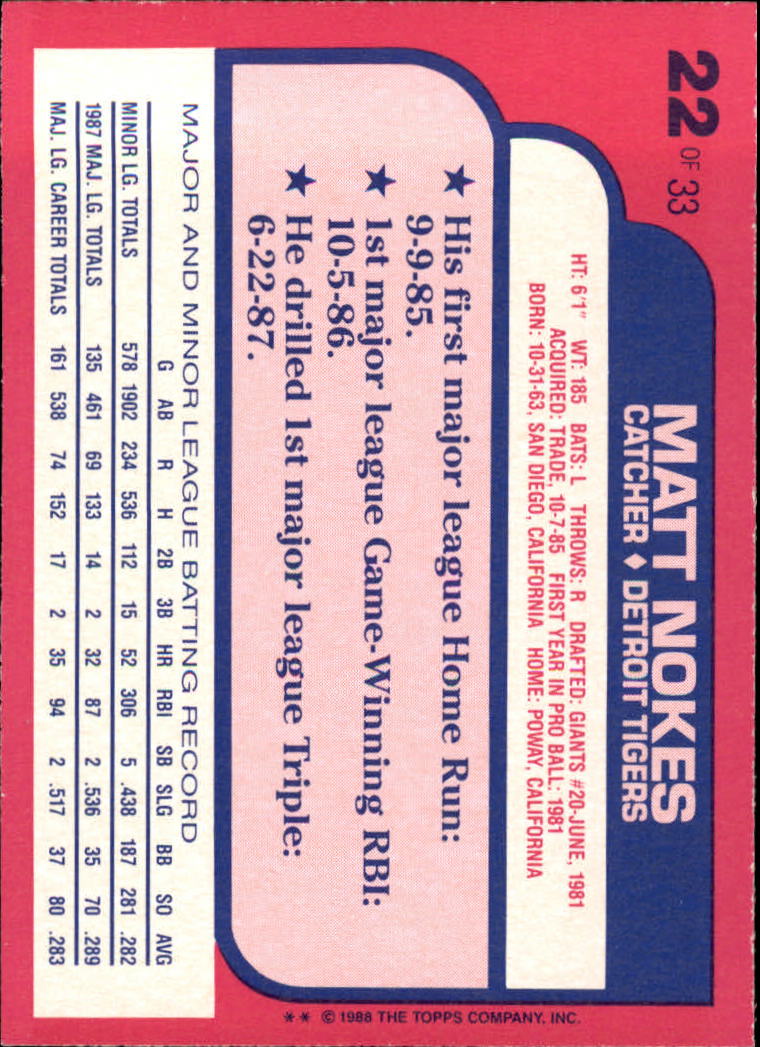 22 OF 33
MATT NOKES
CATCHER ♦ DETROIT TIGERS
HT: 6'1" WT: 185 BATS: L THROWS: R DRAFTED: GIANTS #20-JUNE, 1981
ACQUIRED: TRADE, 10-7-85 FIRST YEAR IN PRO BALL: 1981
BORN: 10-31-63, SAN DIEGO, CALIFORNIA HOME: POWAY, CALIFORNIA
★ His first major league Home Run:
9-9-85.
★ 1st major league Game-Winning RBI:
10-5-86.
★ He drilled 1st major league Triple:
6-22-87.
MAJOR AND MINOR LEAGUE BATTING RECORD
G AB R H 2B 3B HR RBI SB SLG BB SO AVG
MINOR LG. TOTALS 578 1902 234 536 112 15 52 306 5 .438 187 281 .282
1987 MAJ. LG. TOTALS 135 461 69 133 14 2 32 87 2 .536 35 70 .289
MAJ. LG. CAREER TOTALS 161 538 74 152 17 2 35 94 2 .517 37 80 .283
** © 1988 THE TOPPS COMPANY, INC.